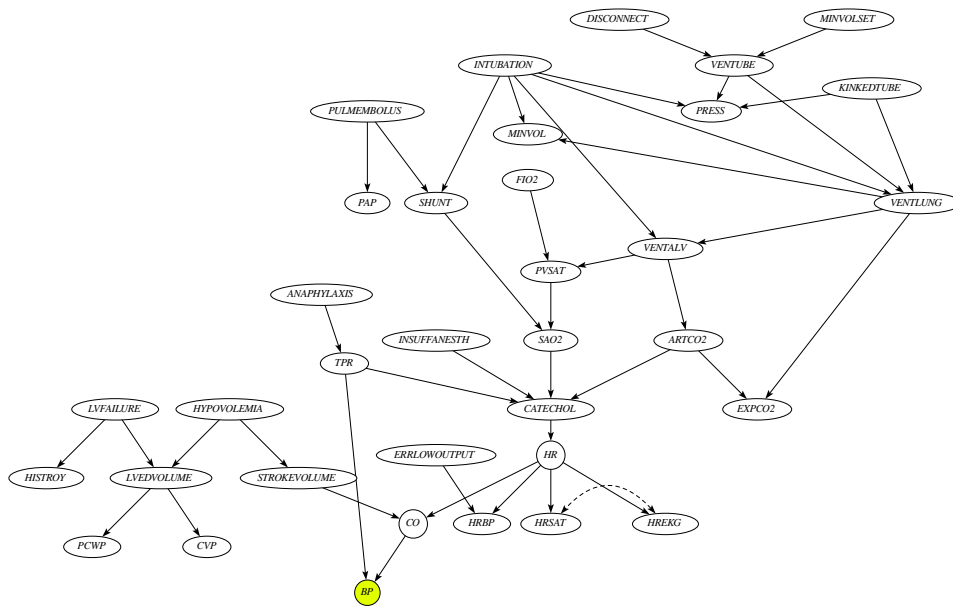 DISCONNECT
MINVOLSET
INTUBATION
VENTUBE
KINKEDTUBE
PULMEMBOLUS
PRESS
MINVOL
FIO2
PAP
SHUNT
VENTLUNG
VENTALV
PVSAT
ANAPHYLAXIS
INSUFFANESTH
SAO2
ARTCO2
TPR
LVFAILURE
HYPOVOLEMIA
CATECHOL
EXPCO2
ERRLOWOUTPUT
HR
HISTROY
LVEDVOLUME
STROKEVOLUME
CO
HRBP
HRSAT
HREKG
PCWP
CVP
BP